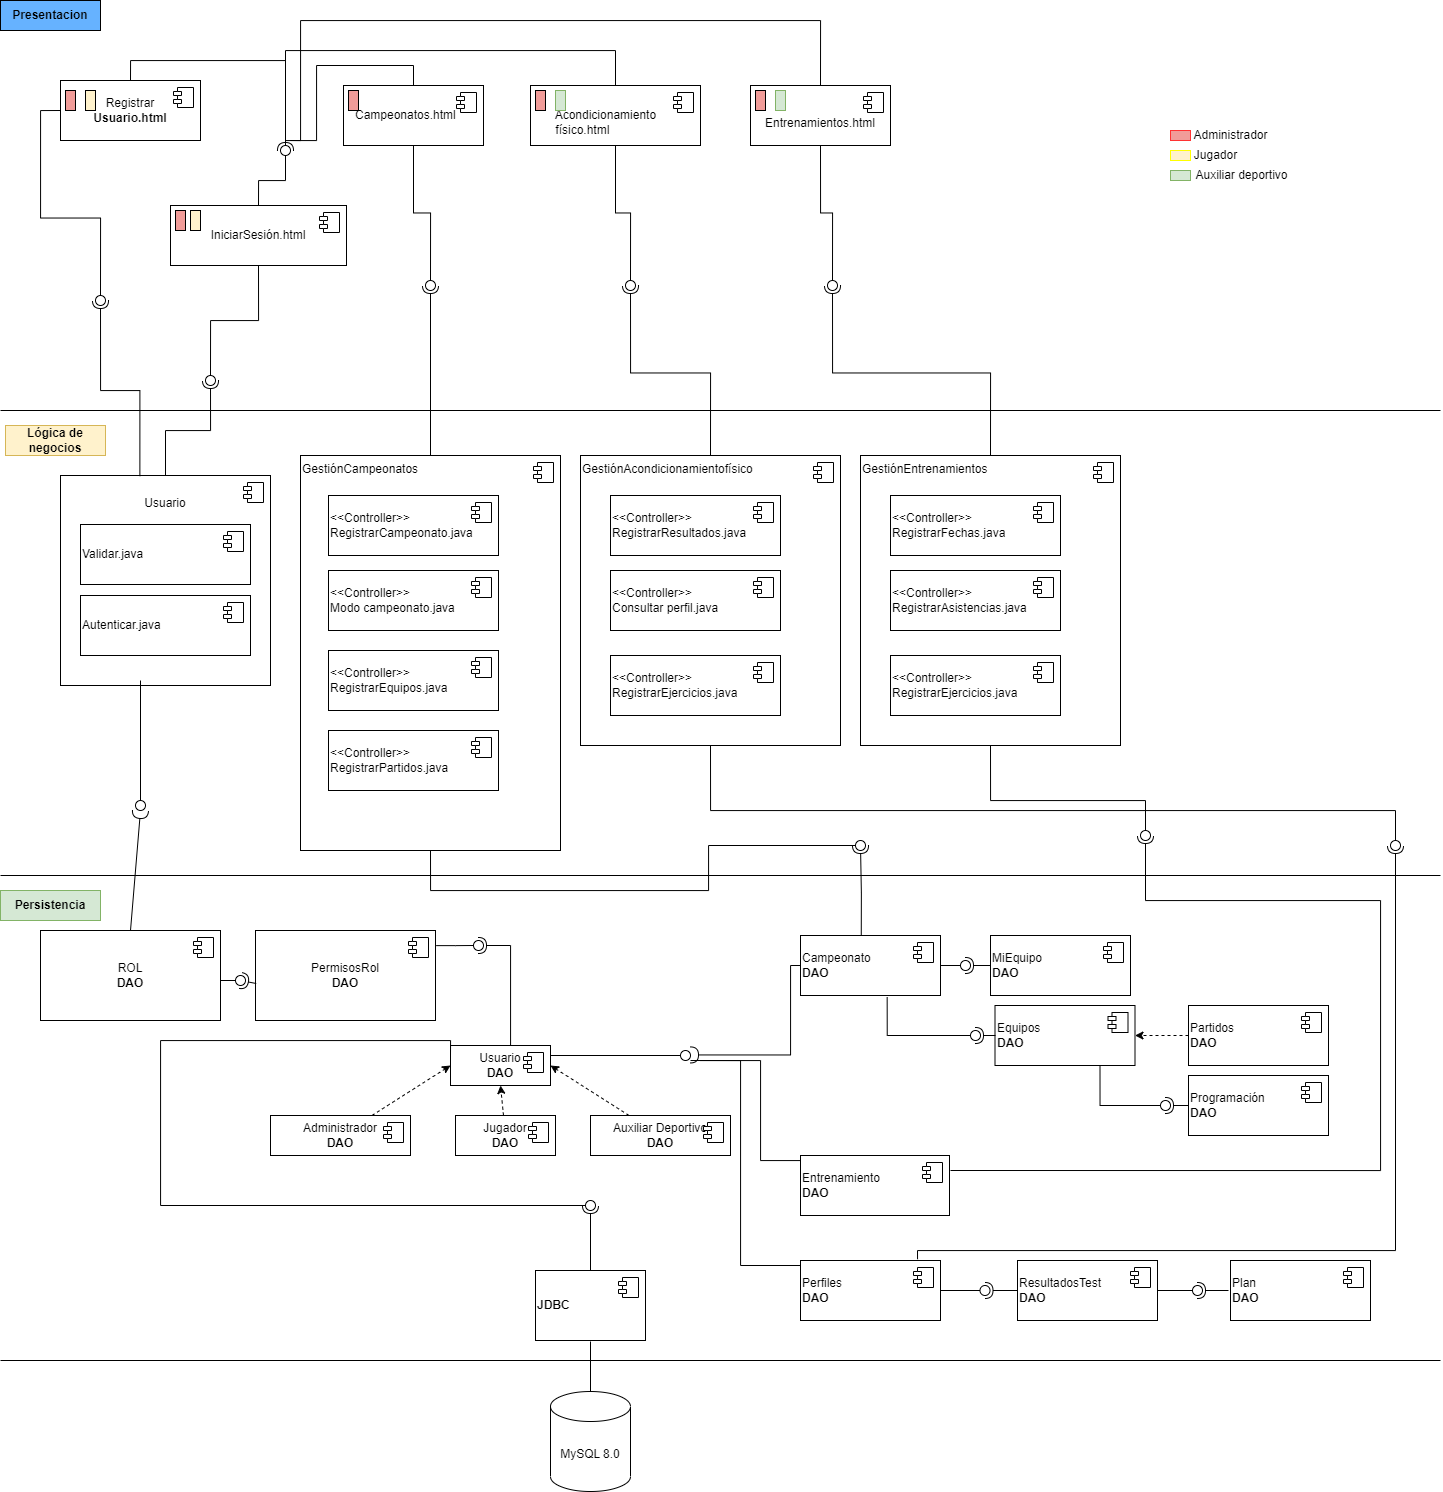 Presentacion
Registrar
Usuario.html
Campeonatos.html
Acondicionamiento
físico.html
Entrenamientos.html
Administrador
Jugador
Auxiliar deportivo
IniciarSesión.html
Lógica de
negocios
Usuario
Validar.java
Autenticar.java
GestiónCampeonatos
<<Controller>>
RegistrarCampeonato.java
<<Controller>>
Modo campeonato.java
<<Controller>>
RegistrarEquipos.java
<<Controller>>
RegistrarPartidos.java
GestiónAcondicionamientofísico
<<Controller>>
RegistrarResultados.java
<<Controller>>
Consultar perfil.java
<<Controller>>
RegistrarEjercicios.java
GestiónEntrenamientos
<<Controller>>
RegistrarFechas.java
<<Controller>>
RegistrarAsistencias.java
<<Controller>>
RegistrarEjercicios.java
Persistencia
ROL
DAO
PermisosRol
DAO
Campeonato
DAO
MiEquipo
DAO
Equipos
DAO
Partidos
DAO
Programación
DAO
Usuario
DAO
Administrador
DAO
Jugador
DAO
Auxiliar Deportivo
DAO
Entrenamiento
DAO
Perfiles
DAO
ResultadosTest
DAO
Plan
DAO
JDBC
MySQL 8.0